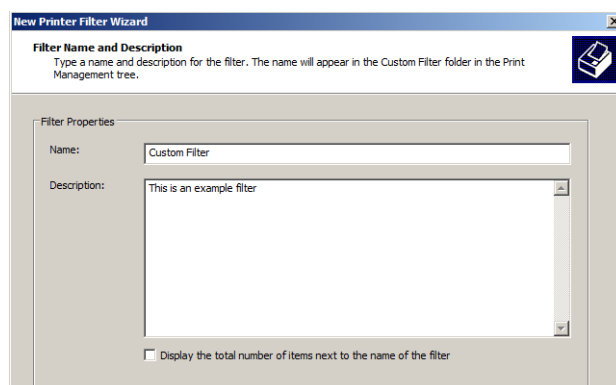 New Printer Filter Wizard
Filter Name and Description
Type a name and description for the filter. The name will appear in the Custom Filter folder in the Print
Management tree.
Filter Properties
Name:
Custom Filter
Description:
This is an example filter
Display the total number of items next to the name of the filter